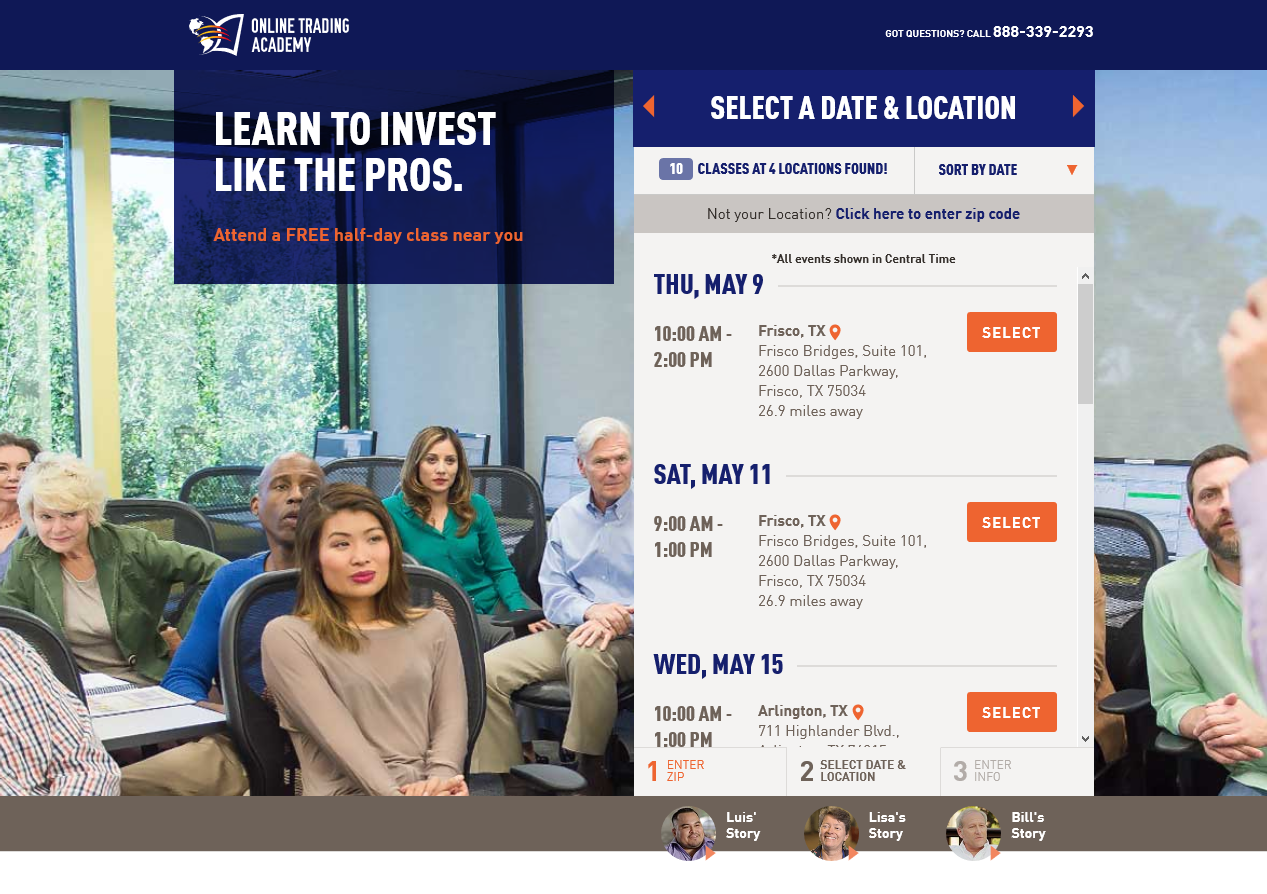 ONLINE TRADING
ACADEMY
GOT QUESTIONS? CALL 888-339-2293
LEARN TO INVEST
LIKE THE PROS.
Attend a FREE half-day class near you
SELECT A DATE & LOCATION
10 CLASSES AT 4 LOCATIONS FOUND!
SORT BY DATE
Not your Location? Click here to enter zip code
*All events shown in Central Time
THU, MAY 9
10:00 AM -
2:00 PM
Frisco, TX
Frisco Bridges, Suite 101,
2600 Dallas Parkway,
Frisco, TX 75034
26.9 miles away
SELECT
SAT, MAY 11
9:00 AM -
1:00 PM
Frisco, TX
Frisco Bridges, Suite 101,
2600 Dallas Parkway,
Frisco, TX 75034
26.9 miles away
SELECT
WED, MAY 15
10:00 AM -
1:00 PM
Arlington, TX
711 Highlander Blvd.,
SELECT
1 ENTER
ZIP
2 SELECT DATE &
LOCATION
3 ENTER
INFO
Luis'
Story
Lisa's
Story
Bill's
Story